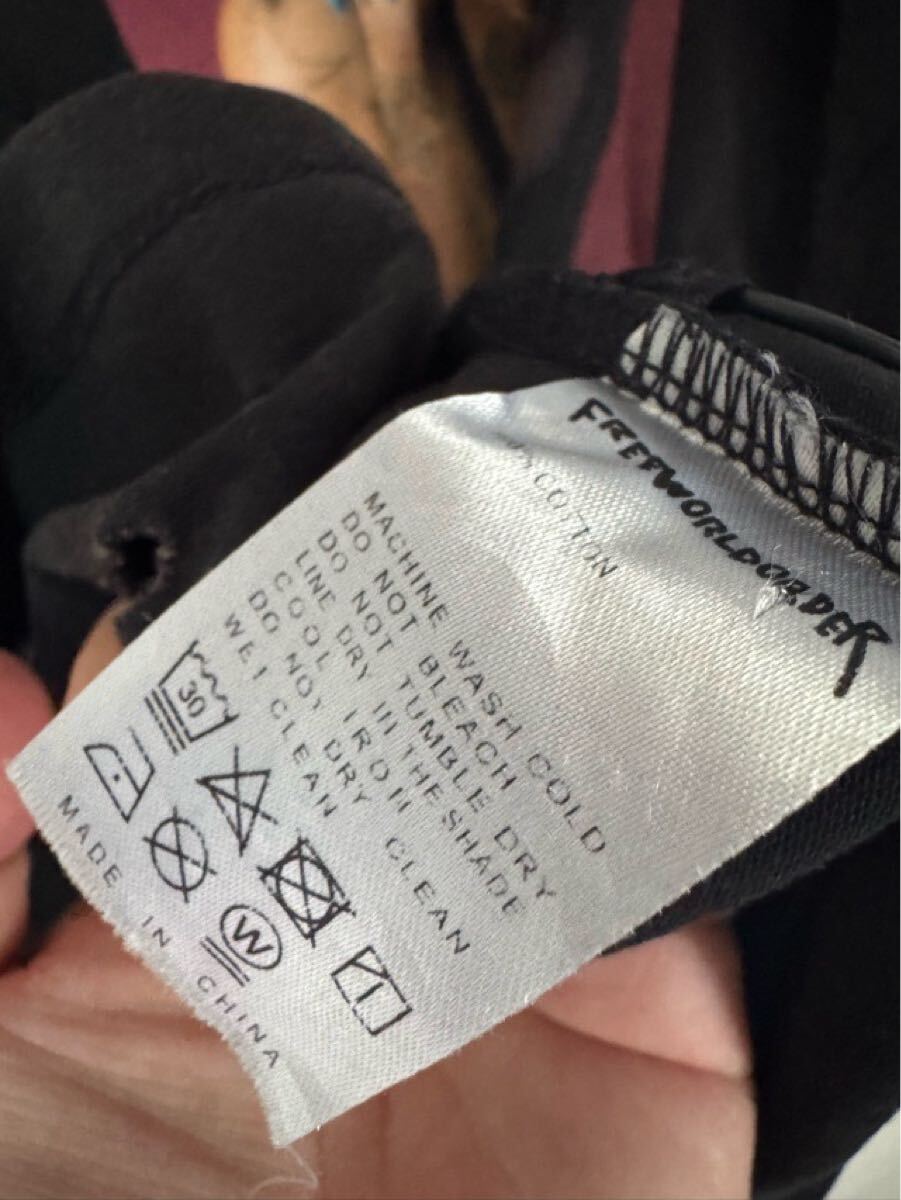 FREEWORLDORDER
COTTON
MACHINE WASH COLD
DO NOT BLEACH
DO NOT TUMBLE DRY
LINE DRY IN THE SHADE
COOL IRON
DO NOT DRY CLEAN
WET CLEAN
30
W
MADE IN CHINA